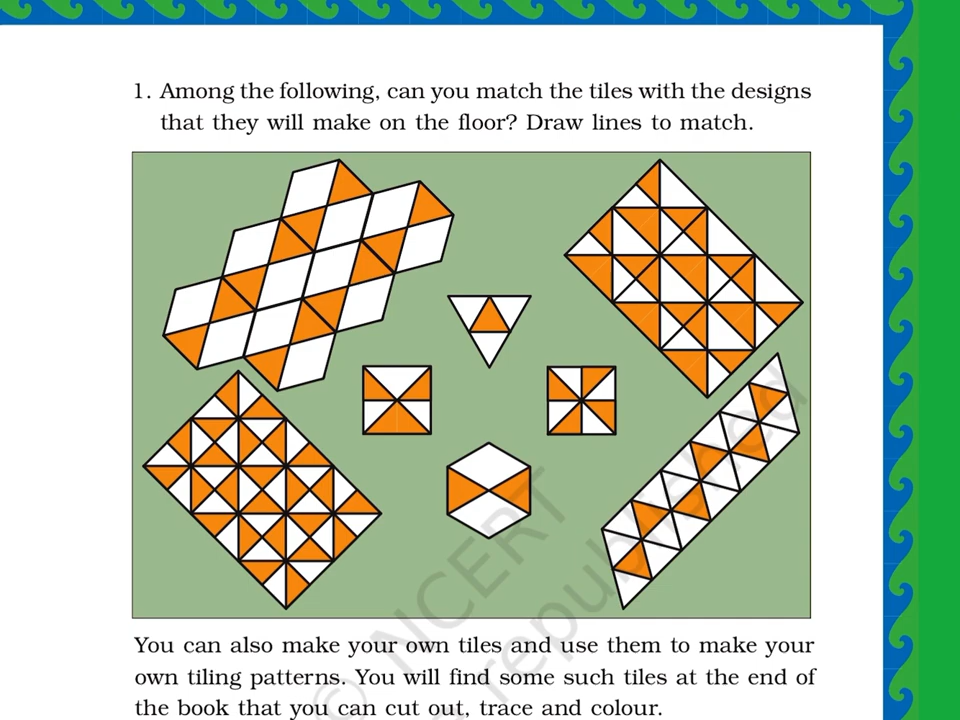 1. Among the following, can you match the tiles with the designs
that they will make on the floor? Draw lines to match.
© NCERT
republished
You can also make your own tiles and use them to make your
own tiling patterns. You will find some such tiles at the end of
the book that you can cut out, trace and colour.